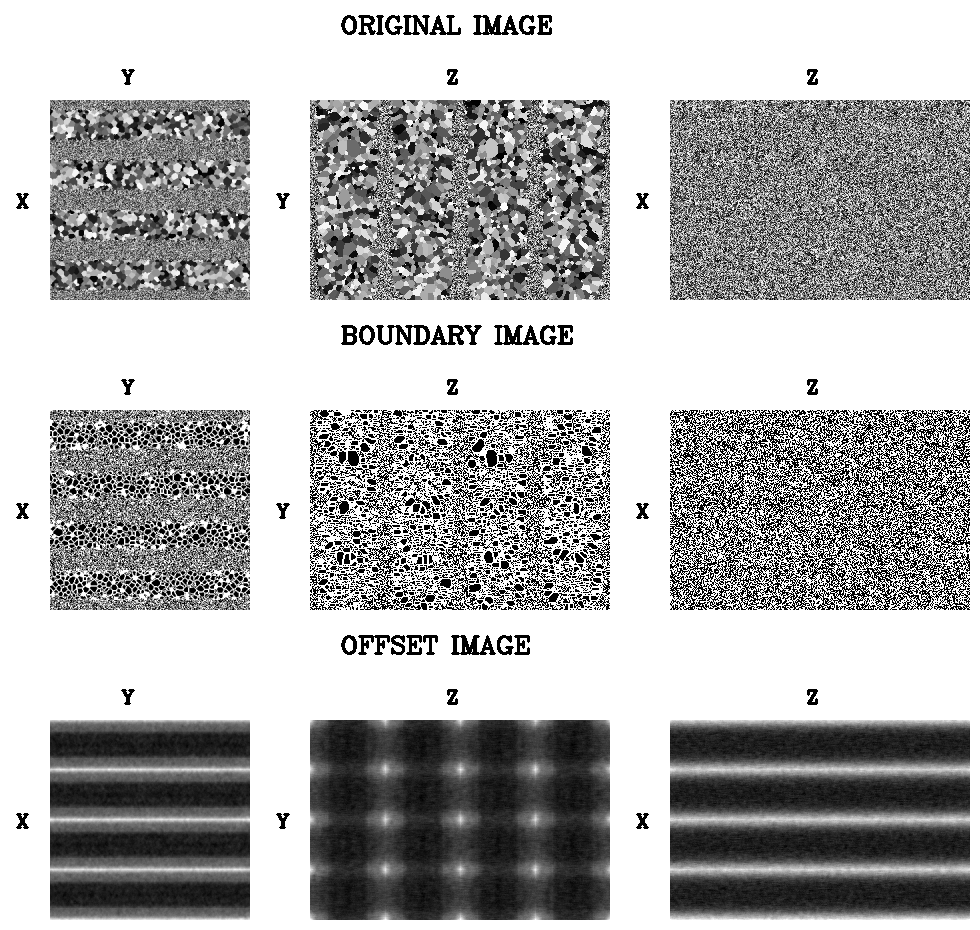 ORIGINAL IMAGE
Y Z Z
X Y X
BOUNDARY IMAGE
Y Z Z
X Y X
OFFSET IMAGE
Y Z Z
X Y X